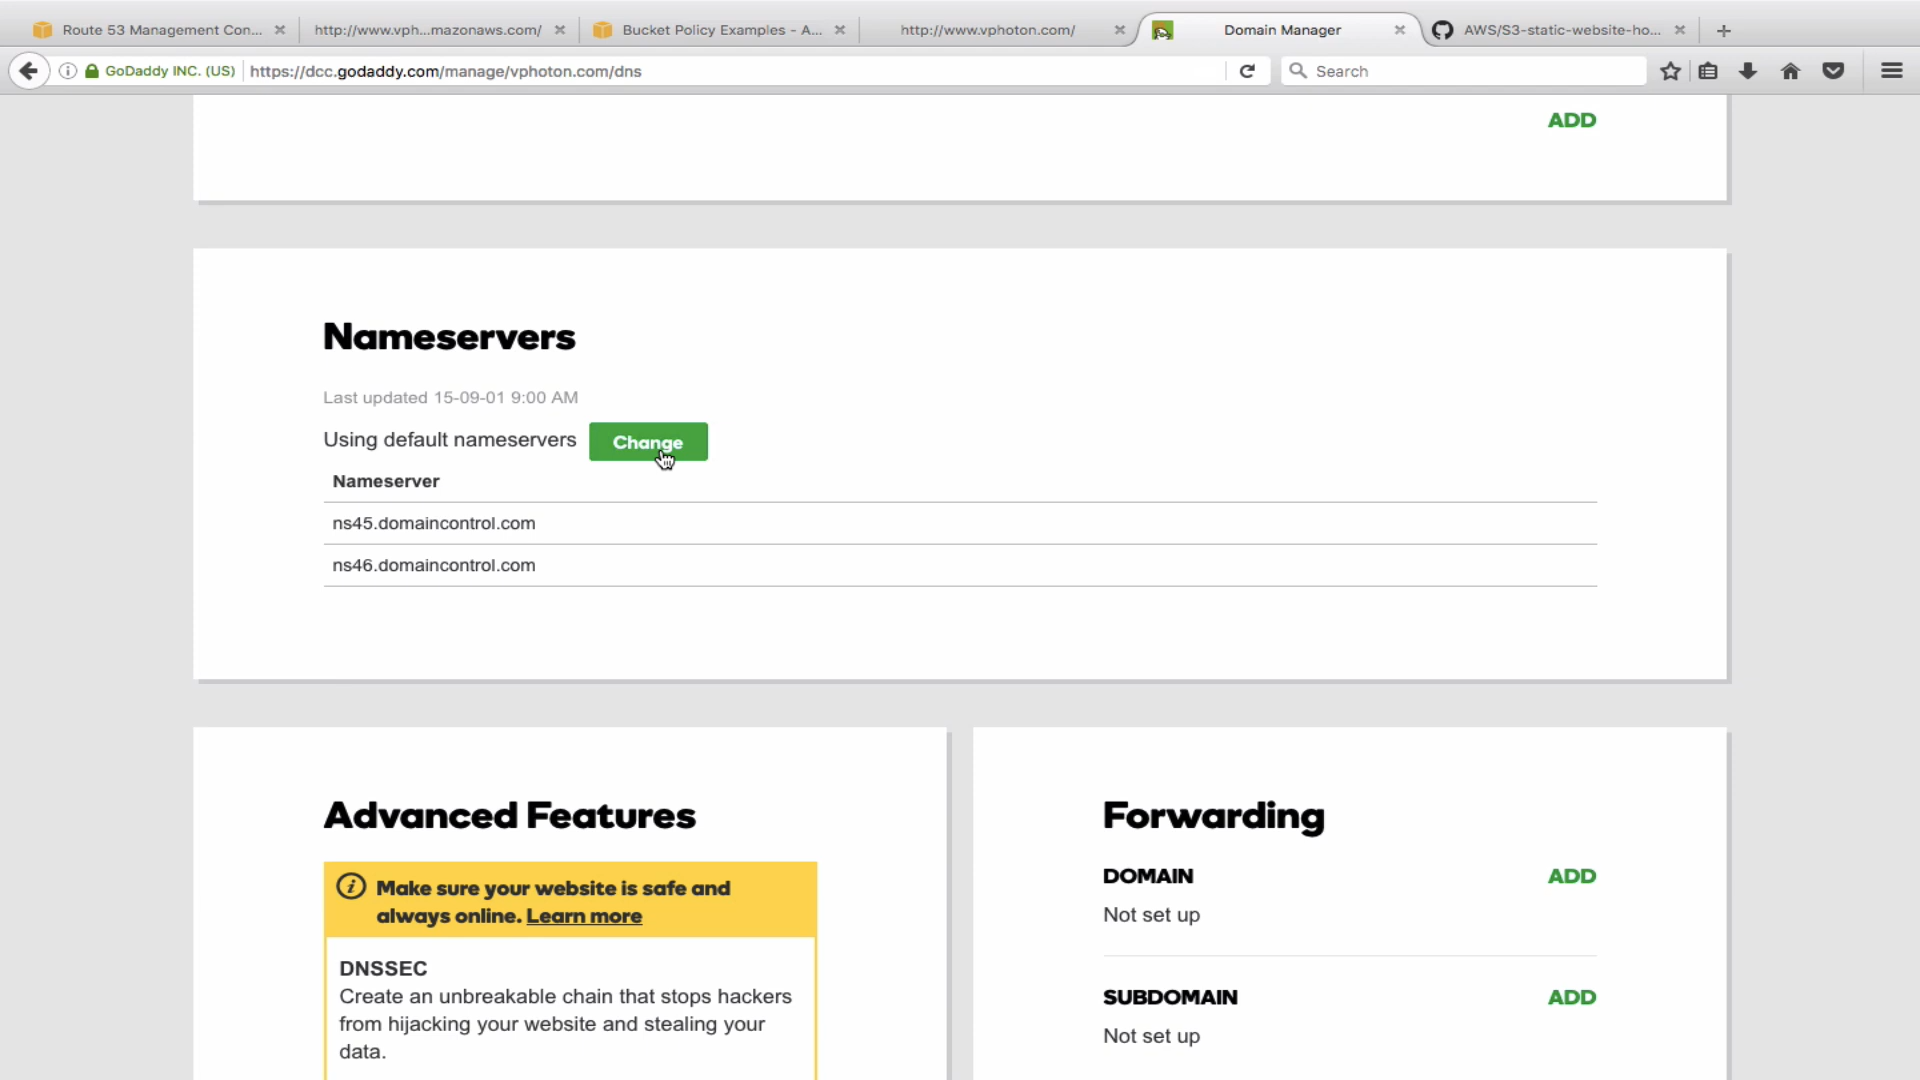 Route 53 Management Con...
http://www.vph...mazonaws.com/
Bucket Policy Examples - A...
http://www.vphoton.com/
Domain Manager
AWS/S3-static-website-ho...
GoDaddy INC. (US)
https://dcc.godaddy.com/manage/vphoton.com/dns
Search
ADD
Nameservers
Last updated 15-09-01 9:00 AM
Using default nameservers
Change
Nameserver
ns45.domaincontrol.com
ns46.domaincontrol.com
Advanced Features
Make sure your website is safe and
always online. Learn more
DNSSEC
Create an unbreakable chain that stops hackers
from hijacking your website and stealing your
data.
Forwarding
DOMAIN
ADD
Not set up
SUBDOMAIN
ADD
Not set up